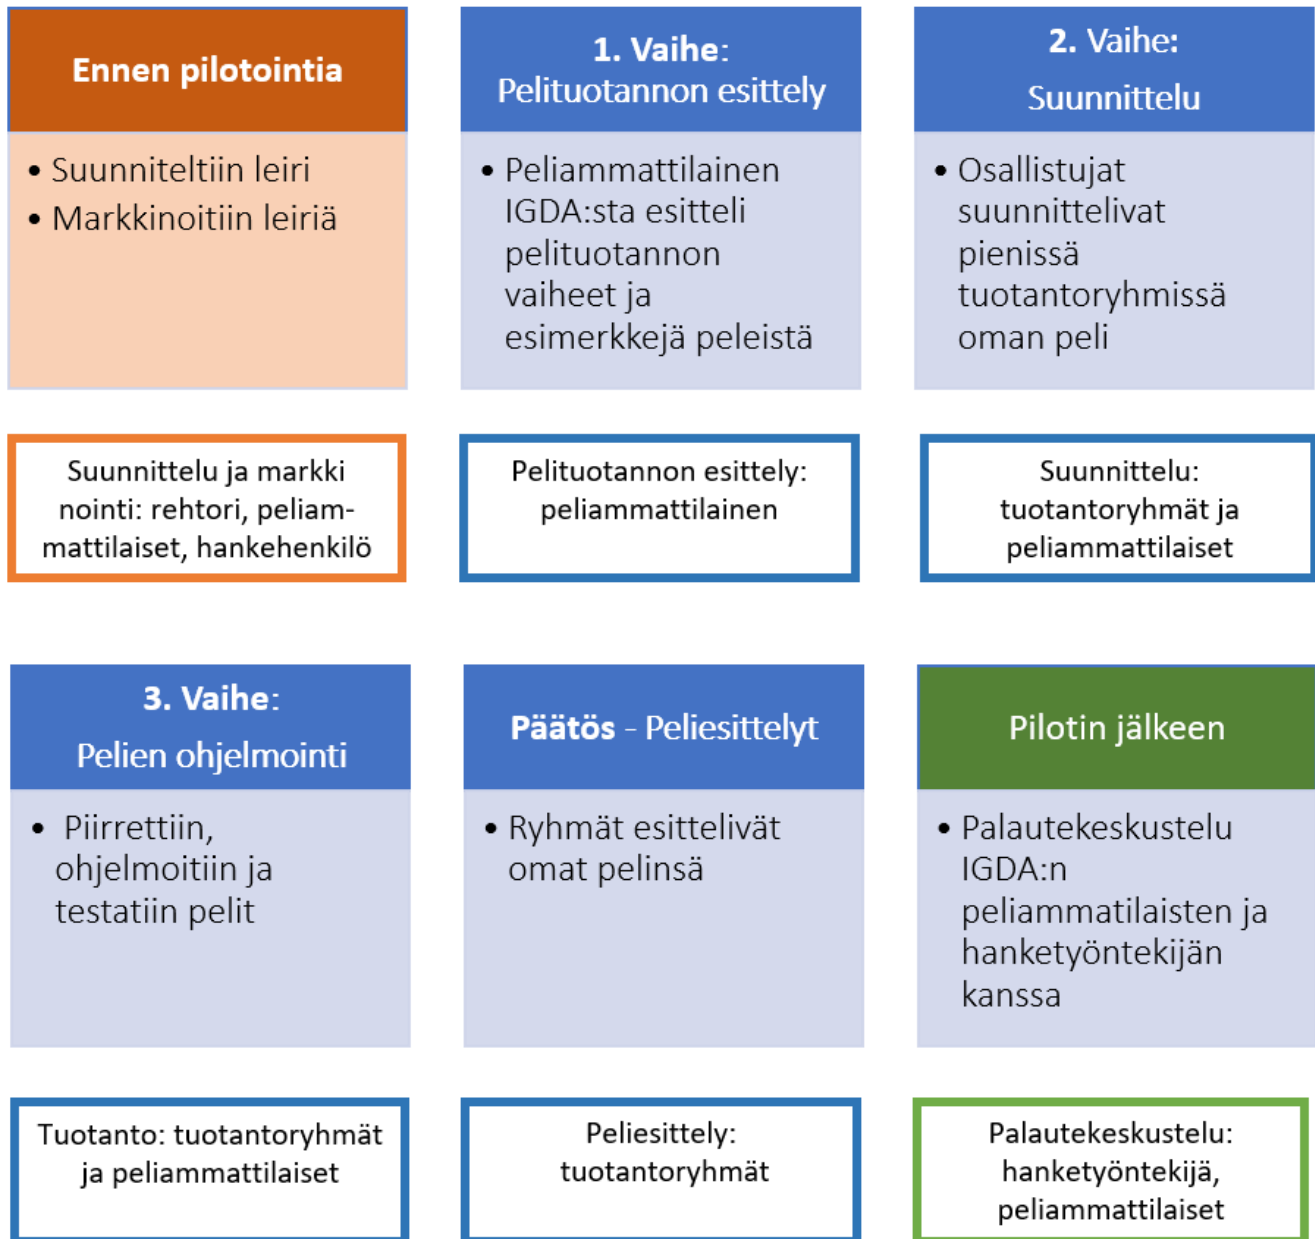 Ennen pilotointia
• Suunniteltiin leiri
• Markkinoitiin leiriä
1. Vaihe:
Pelituotannon esittely
• Peliammattilainen
IGDA:sta esitteli
pelituotannon
vaiheet ja
esimerkkejä peleistä
2. Vaihe:
Suunnittelu
• Osallistujat
suunnittelivat
pienissä
tuotantoryhmissä
oman peli
Suunnittelu ja markki
nointi: rehtori, peliam-
mattilaiset, hankehenkilö
Pelituotannon esittely:
peliammattilainen
Suunnittelu:
tuotantoryhmät ja
peliammattilaiset
3. Vaihe:
Pelien ohjelmointi
• Piirrettiin,
ohjelmoitiin ja
testatiin pelit
Päätös - Peliesittelyt
• Ryhmät esittelivät
omat pelinsä
Pilotin jälkeen
• Palautekeskustelu
IGDA:n
peliammatilaisten ja
hanketyöntekijän
kanssa
Tuotanto: tuotantoryhmät
ja peliammattilaiset
Peliesittely:
tuotantoryhmät
Palautekeskustelu:
hanketyöntekijä,
peliammattilaiset